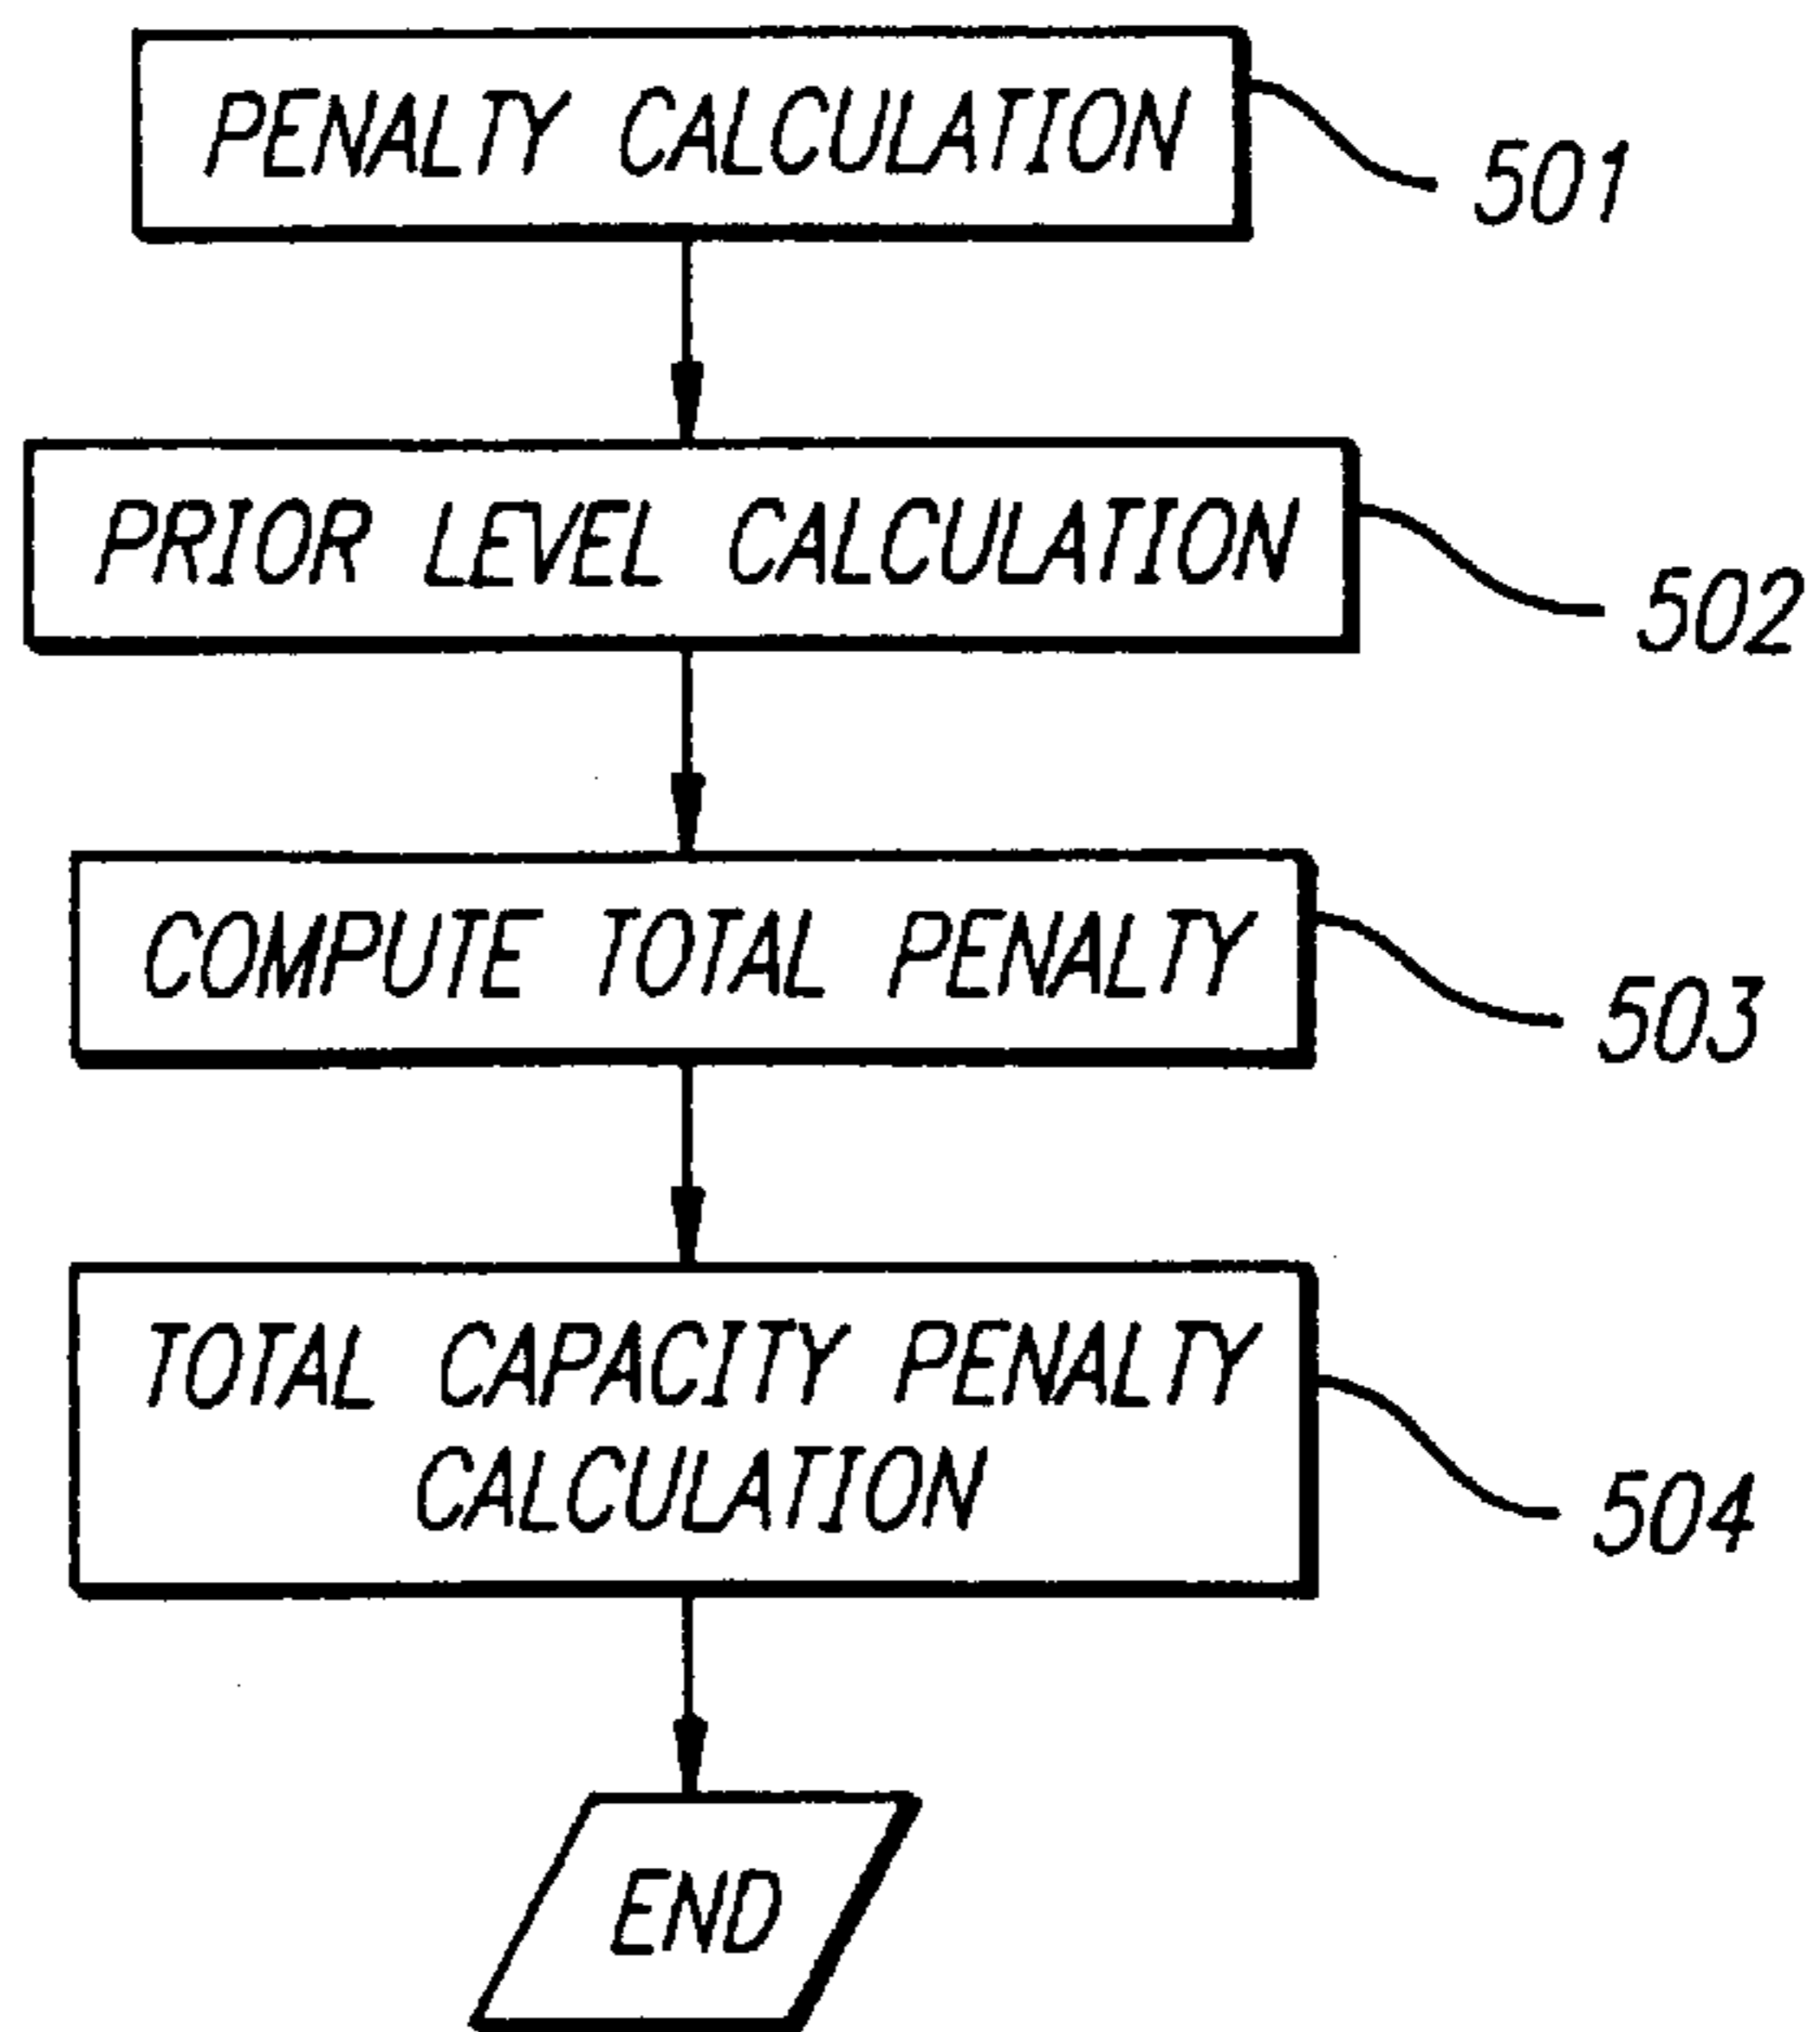 PENALTY CALCULATION
501
PRIOR LEVEL CALCULATION
502
COMPUTE TOTAL PENALTY
503
TOTAL CAPACITY PENALTY
CALCULATION
504
END